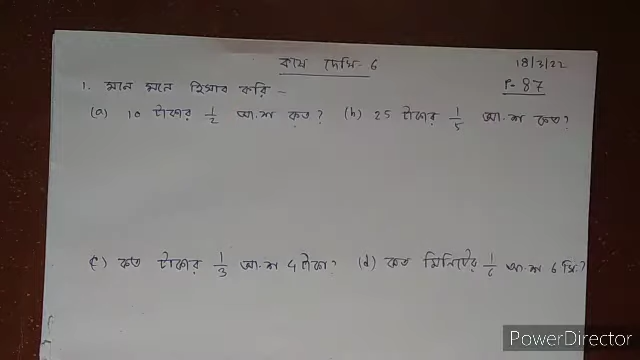 কষে দেখি 6
18/3/22
P-87
1. মনে মনে হিসাব করি -
(a) 10 টাকার 1/2 অংশ কত? (b) 25 টাকার 1/5 অংশ কত?
(c) কত টাকার 1/3 অংশ 4 টাকা? (d) কত মিনিটের 1/6 অংশ 6 মি.?
PowerDirector